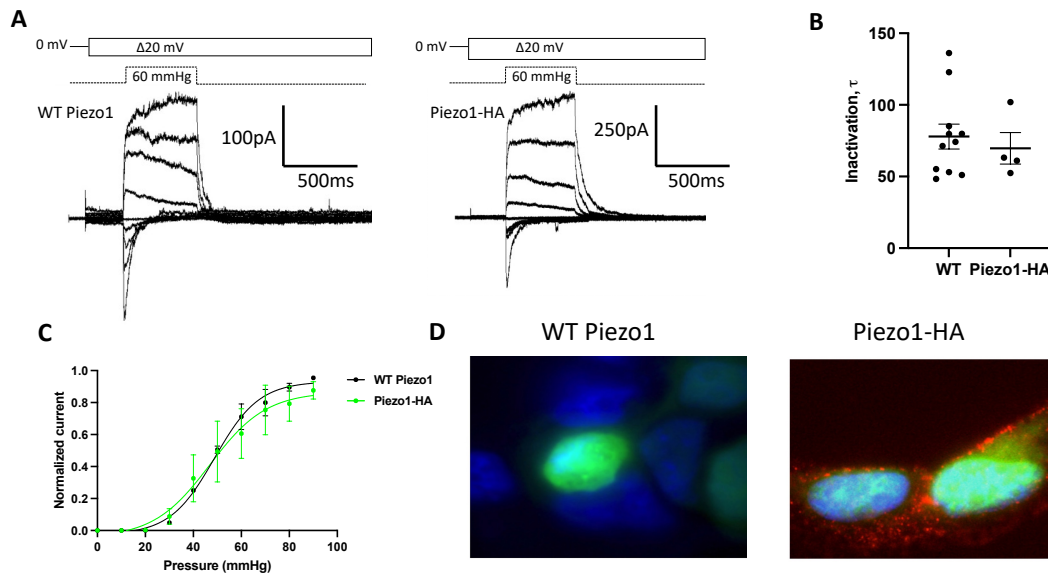 A
0 mV
Δ20 mV
60 mmHg
WT Piezo1
100pA
500ms
0 mV
Δ20 mV
60 mmHg
Piezo1-HA
250pA
500ms
B
Inactivation, τ
150
100
50
0
WT Piezo1-HA
C
Normalized current
1.0
0.8
0.6
0.4
0.2
0.0
0 20 40 60 80 100
Pressure (mmHg)
WT Piezo1
Piezo1-HA
D
WT Piezo1
Piezo1-HA